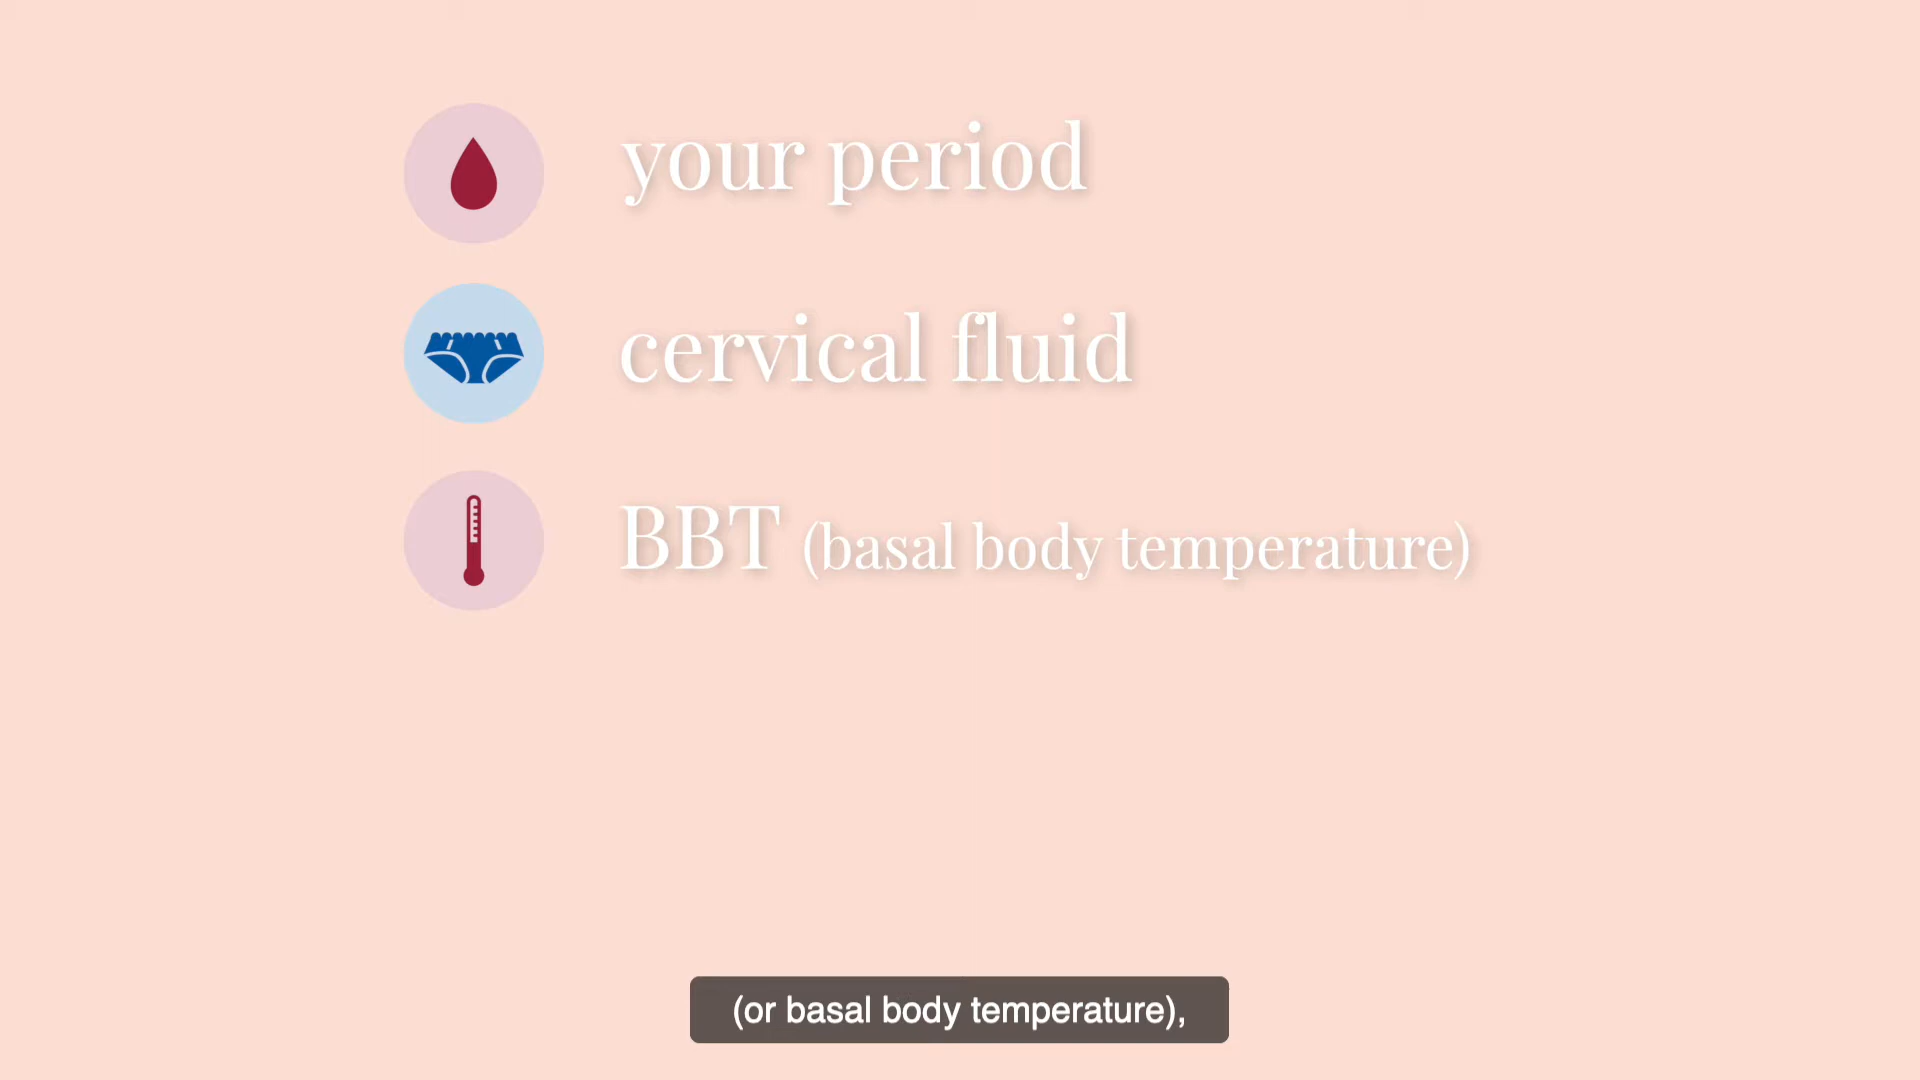 your period
cervical fluid
BBT (basal body temperature)
(or basal body temperature),